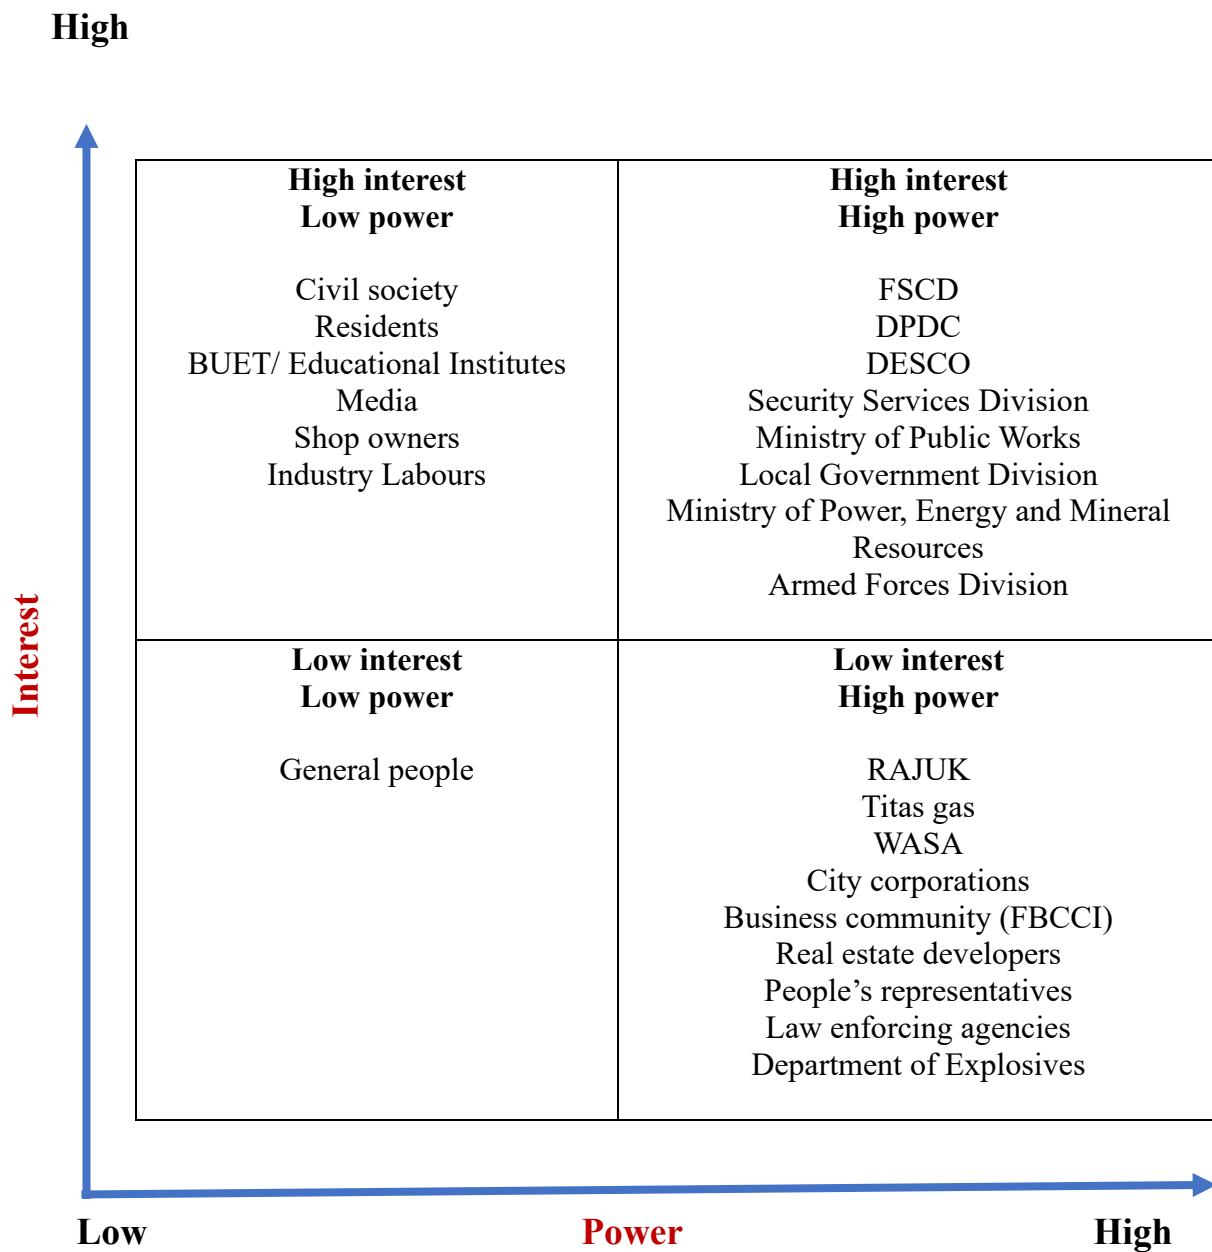 High
High interest
Low power
Civil society
Residents
BUET/ Educational Institutes
Media
Shop owners
Industry Labours
High interest
High power
FSCD
DPDC
DESCO
Security Services Division
Ministry of Public Works
Local Government Division
Ministry of Power, Energy and Mineral
Resources
Armed Forces Division
Interest
Low interest
Low power
General people
Low interest
High power
RAJUK
Titas gas
WASA
City corporations
Business community (FBCCI)
Real estate developers
People’s representatives
Law enforcing agencies
Department of Explosives
Low
Power
High